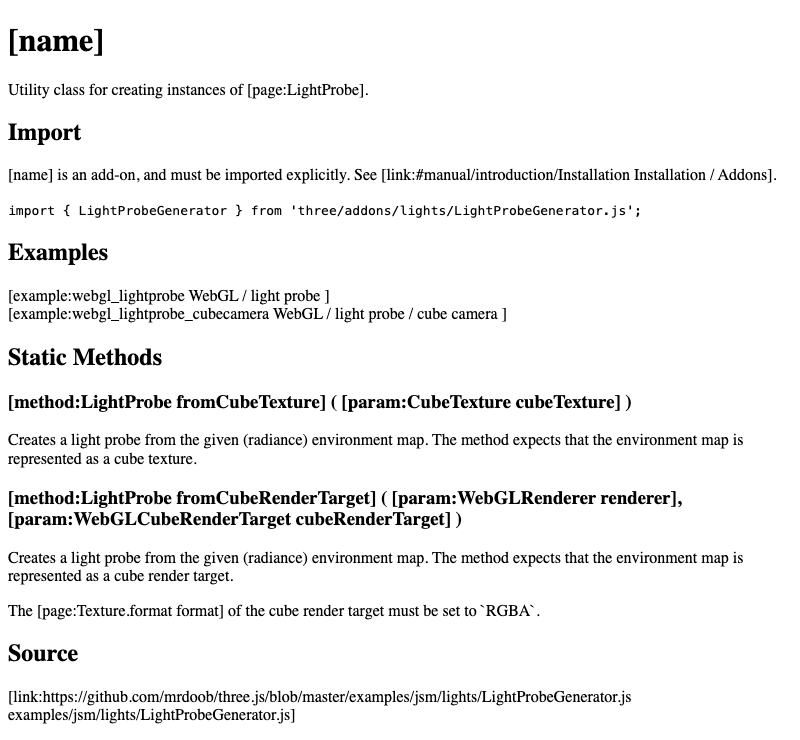 [name]
Utility class for creating instances of [page:LightProbe].
Import
[name] is an add-on, and must be imported explicitly. See [link:#manual/introduction/Installation Installation / Addons].
import { LightProbeGenerator } from 'three/addons/lights/LightProbeGenerator.js';
Examples
[example:webgl_lightprobe WebGL / light probe ]
[example:webgl_lightprobe_cubecamera WebGL / light probe / cube camera ]
Static Methods
[method:LightProbe fromCubeTexture] ( [param:CubeTexture cubeTexture] )
Creates a light probe from the given (radiance) environment map. The method expects that the environment map is
represented as a cube texture.
[method:LightProbe fromCubeRenderTarget] ( [param:WebGLRenderer renderer],
[param:WebGLCubeRenderTarget cubeRenderTarget] )
Creates a light probe from the given (radiance) environment map. The method expects that the environment map is
represented as a cube render target.
The [page:Texture.format format] of the cube render target must be set to `RGBA`.
Source
[link:https://github.com/mrdoob/three.js/blob/master/examples/jsm/lights/LightProbeGenerator.js
examples/jsm/lights/LightProbeGenerator.js]